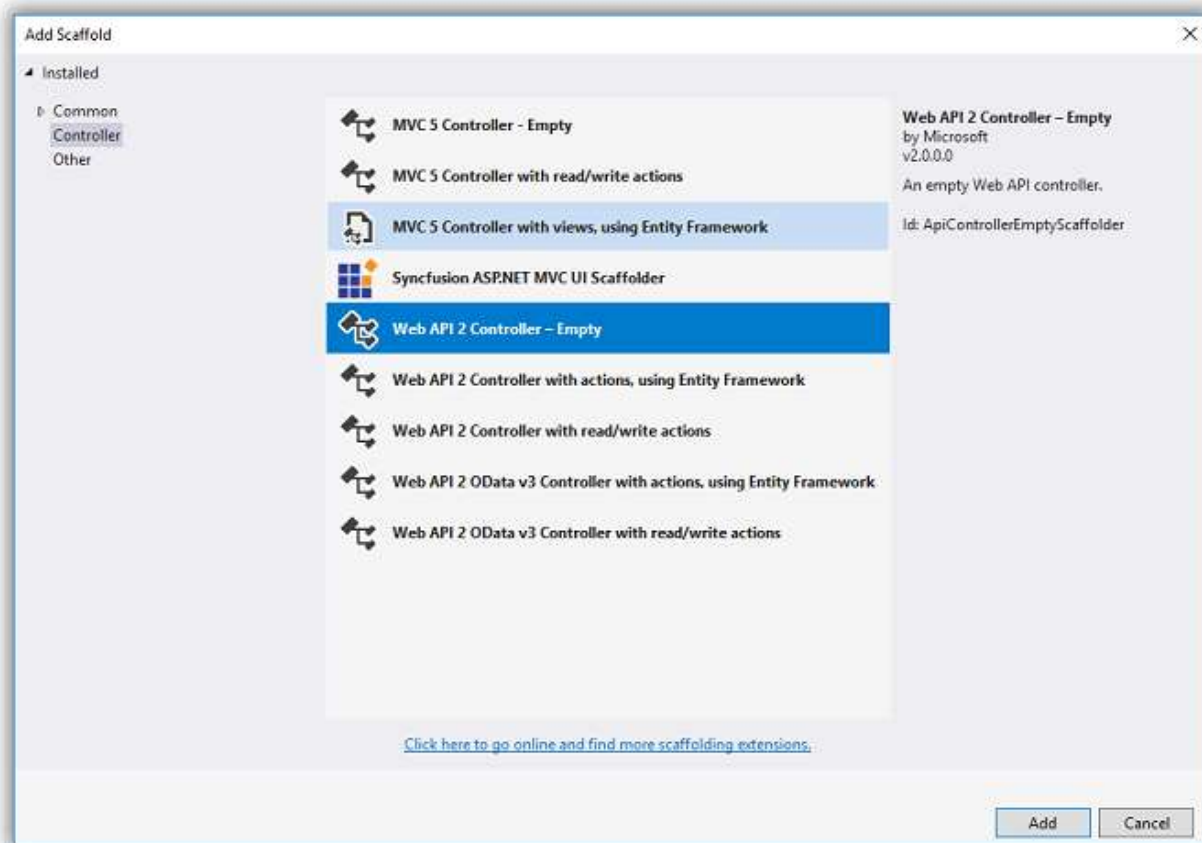 Add Scaffold
Installed
Common
Controller
Other
MVC 5 Controller - Empty
MVC 5 Controller with read/write actions
MVC 5 Controller with views, using Entity Framework
Syncfusion ASP.NET MVC UI Scaffolder
Web API 2 Controller – Empty
Web API 2 Controller with actions, using Entity Framework
Web API 2 Controller with read/write actions
Web API 2 OData v3 Controller with actions, using Entity Framework
Web API 2 OData v3 Controller with read/write actions
Web API 2 Controller – Empty
by Microsoft
v2.0.0.0
An empty Web API controller.
Id: ApiControllerEmptyScaffolder
Click here to go online and find more scaffolding extensions.
Add
Cancel